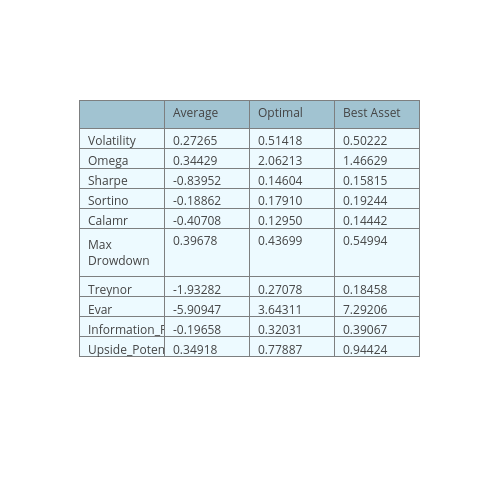 Average Optimal Best Asset
Volatility 0.27265 0.51418 0.50222
Omega 0.34429 2.06213 1.46629
Sharpe -0.83952 0.14604 0.15815
Sortino -0.18862 0.17910 0.19244
Calamr -0.40708 0.12950 0.14442
Max 0.39678 0.43699 0.54994
Drowdown
Treynor -1.93282 0.27078 0.18458
Evar -5.90947 3.64311 7.29206
Information_F -0.19658 0.32031 0.39067
Upside_Poten 0.34918 0.77887 0.94424